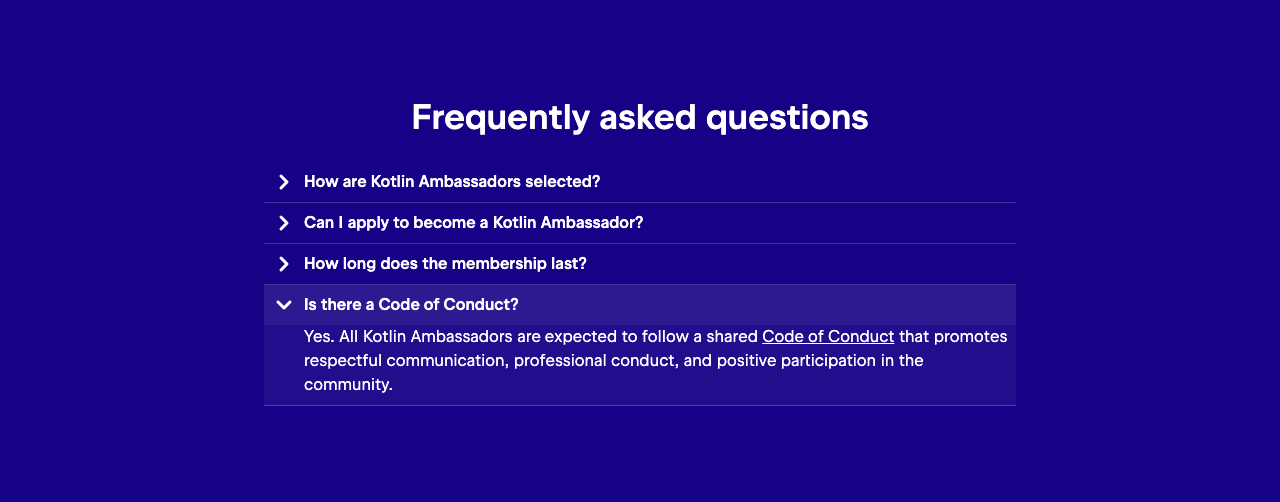 Frequently asked questions
How are Kotlin Ambassadors selected?
Can I apply to become a Kotlin Ambassador?
How long does the membership last?
Is there a Code of Conduct?
Yes. All Kotlin Ambassadors are expected to follow a shared Code of Conduct that promotes
respectful communication, professional conduct, and positive participation in the
community.